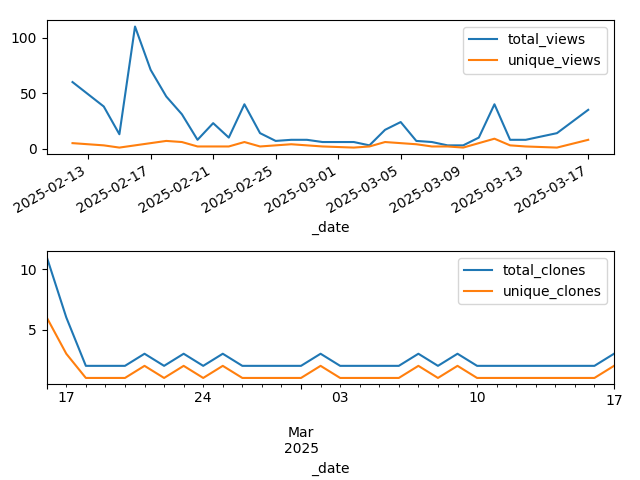 100
50
0
total_views
unique_views
2025-02-13
2025-02-17
2025-02-21
2025-02-25
2025-03-01
2025-03-05
2025-03-09
2025-03-13
2025-03-17
_date
10
5
total_clones
unique_clones
17
24
03
10
17
Mar
2025
_date